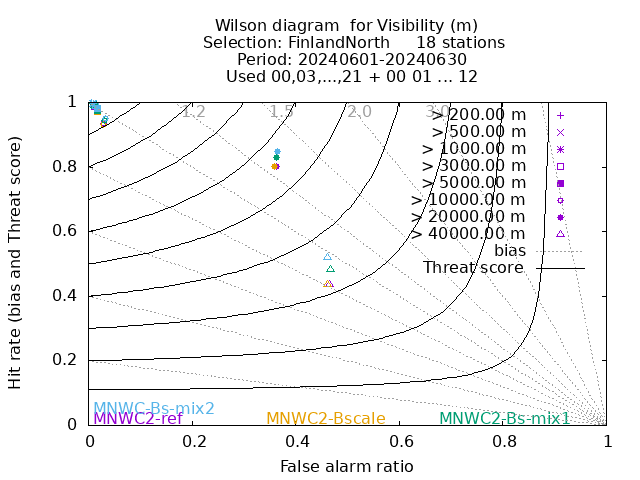 Wilson diagram  for Visibility (m)
Selection: FinlandNorth     18 stations
Period: 20240601-20240630
Used 00,03,...,21 + 00 01 ... 12
Hit rate (bias and Threat score)
1
0.8
0.6
0.4
0.2
0
1.2 1.5 2.0 3.0
> 200.00 m
> 500.00 m
> 1000.00 m
> 3000.00 m
> 5000.00 m
> 10000.00 m
> 20000.00 m
> 40000.00 m
bias
Threat score
MNWC-Bs-mix2
MNWC2-ref MNWC2-Bscale MNWC2-Bs-mix1
0 0.2 0.4 0.6 0.8 1
False alarm ratio